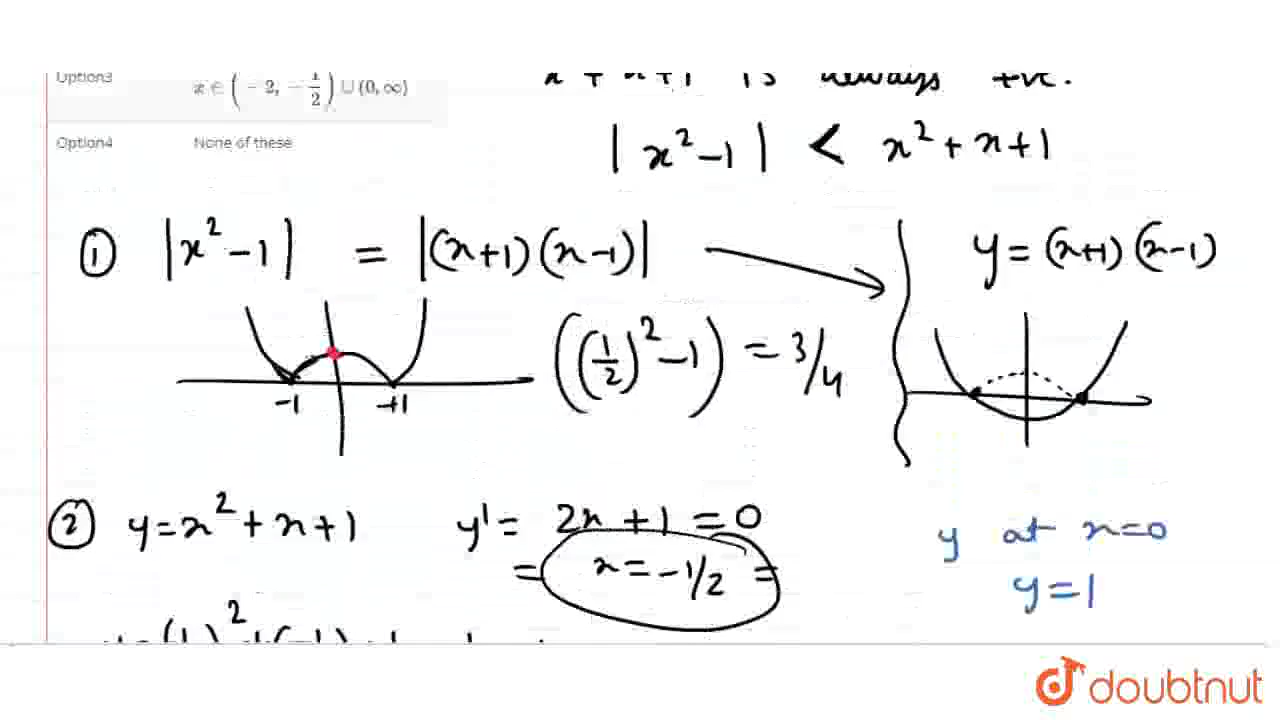 Option3
x ∈ (-2, -1/2) ∪ (0, ∞)
x + x + 1 is always +ve.
Option4 None of these
|x² - 1| < x² + x + 1
① |x² - 1| = |(x+1)(x-1)|
y = (x+1)(x-1)
((1/2)² - 1) = 3/4
-1 +1
② y = x² + x + 1 y' = 2x + 1 = 0
= x = -1/2 =
y at x = 0
y = 1
doubtnut